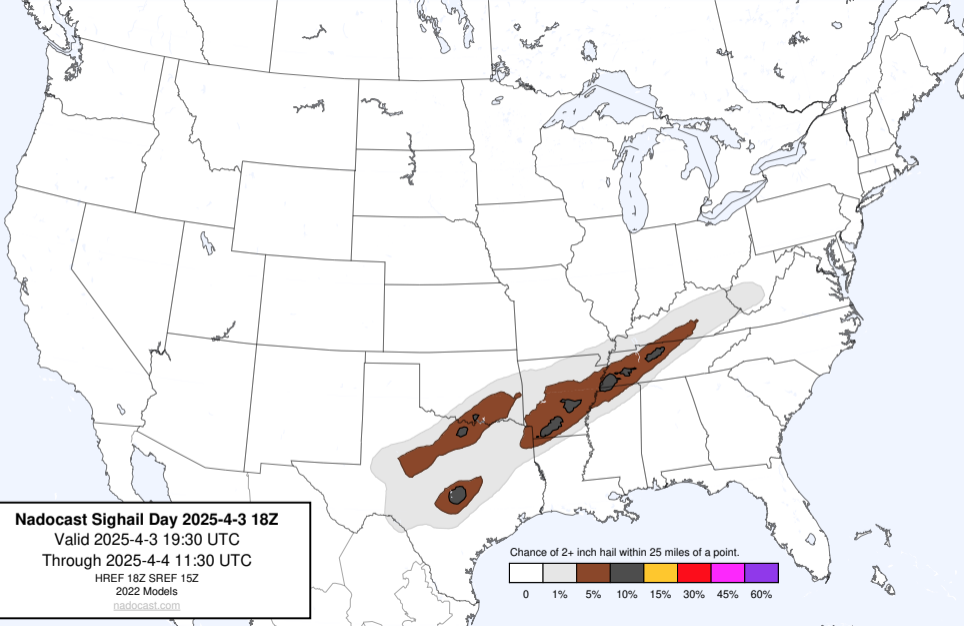 Nadocast Sighail Day 2025-4-3 18Z
Valid 2025-4-3 19:30 UTC
Through 2025-4-4 11:30 UTC
HREF 18Z SREF 15Z
2022 Models
nadocast.com
Chance of 2+ inch hail within 25 miles of a point.
0 1% 5% 10% 15% 30% 45% 60%